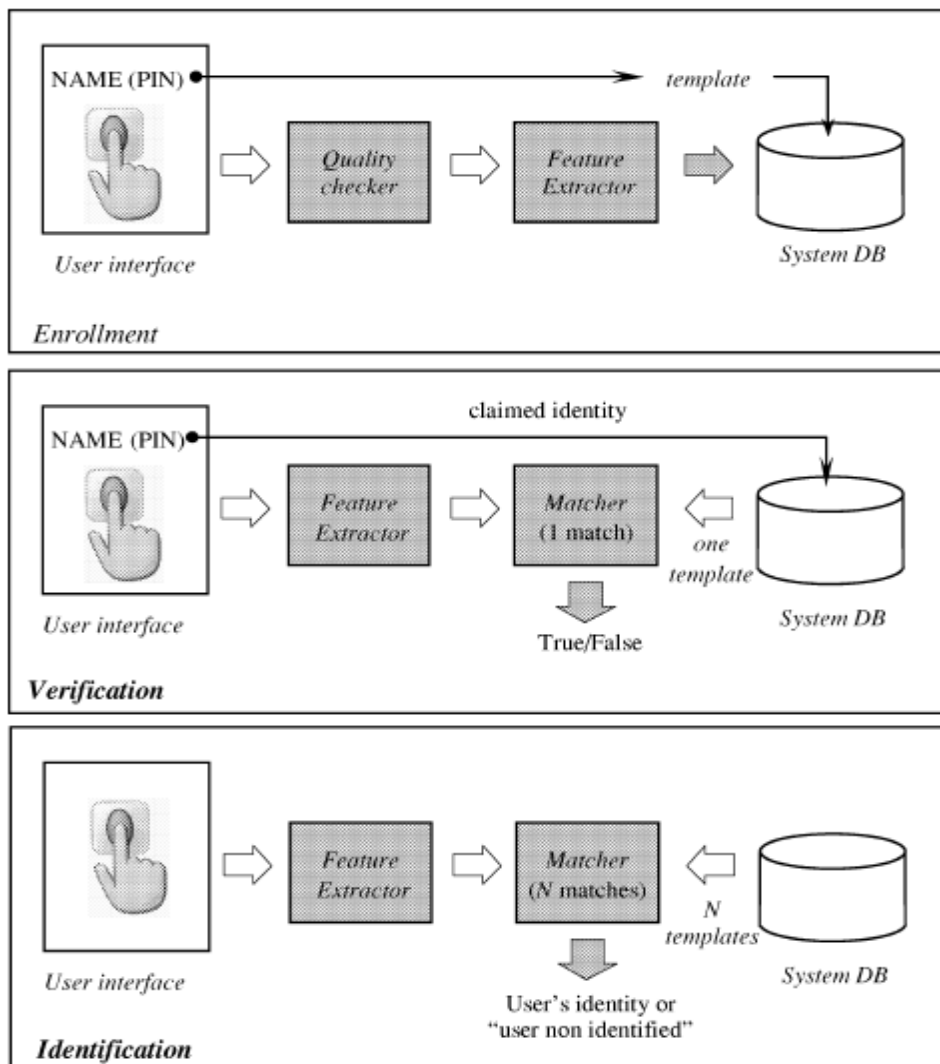 NAME (PIN)
template
Quality
checker
Feature
Extractor
User interface
System DB
Enrollment
claimed identity
NAME (PIN)
Feature
Extractor
Matcher
(1 match)
one
template
User interface
True/False
System DB
Verification
Feature
Extractor
Matcher
(N matches)
N
templates
User interface
System DB
User's identity or
“user non identified”
Identification